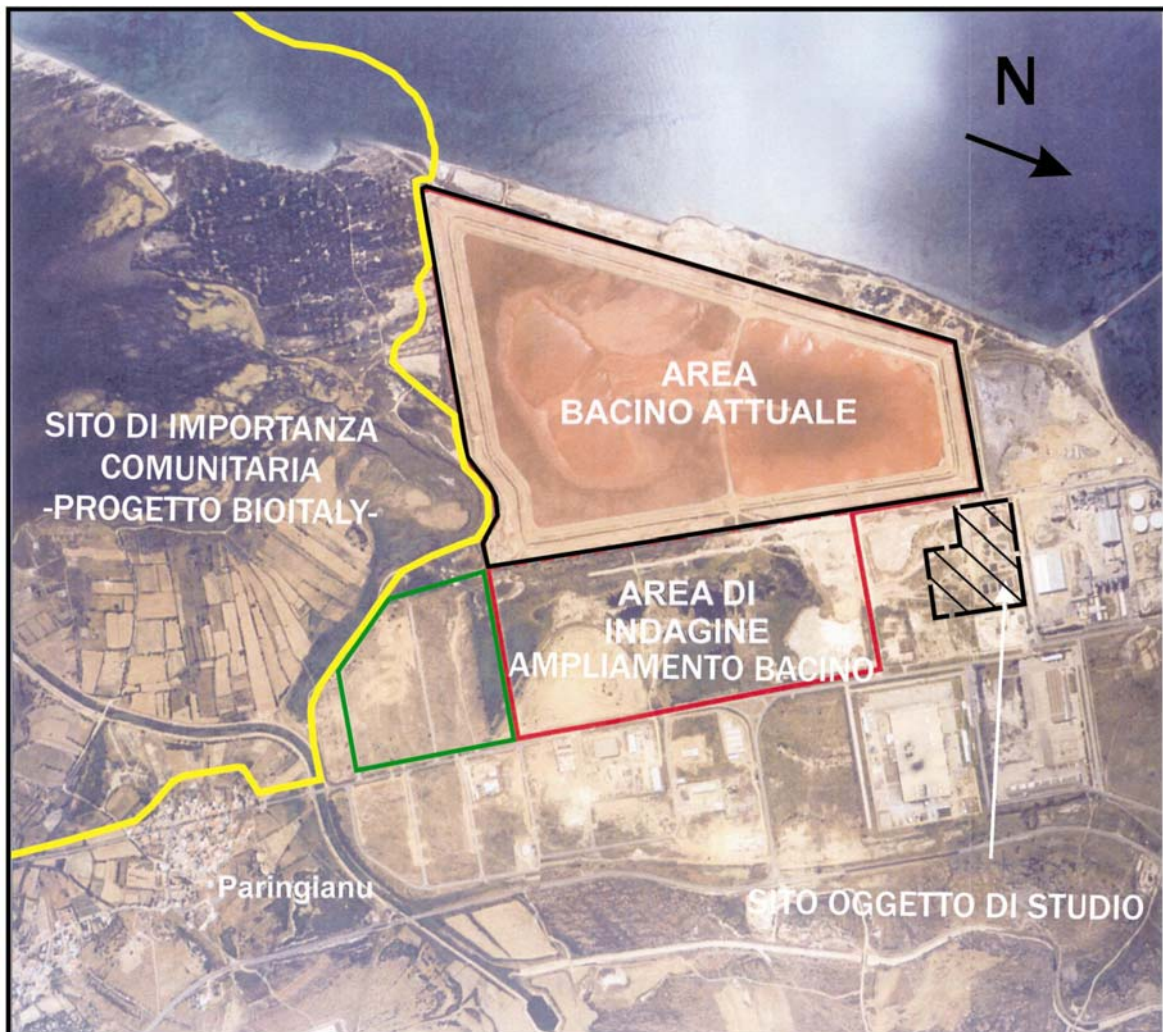 N
AREA
BACINO ATTUALE
SITO DI IMPORTANZA
COMUNITARIA
-PROGETTO BIOITALY-
AREA DI
INDAGINE
AMPLIAMENTO BACINO
Paringianu
SITO OGGETTO DI STUDIO